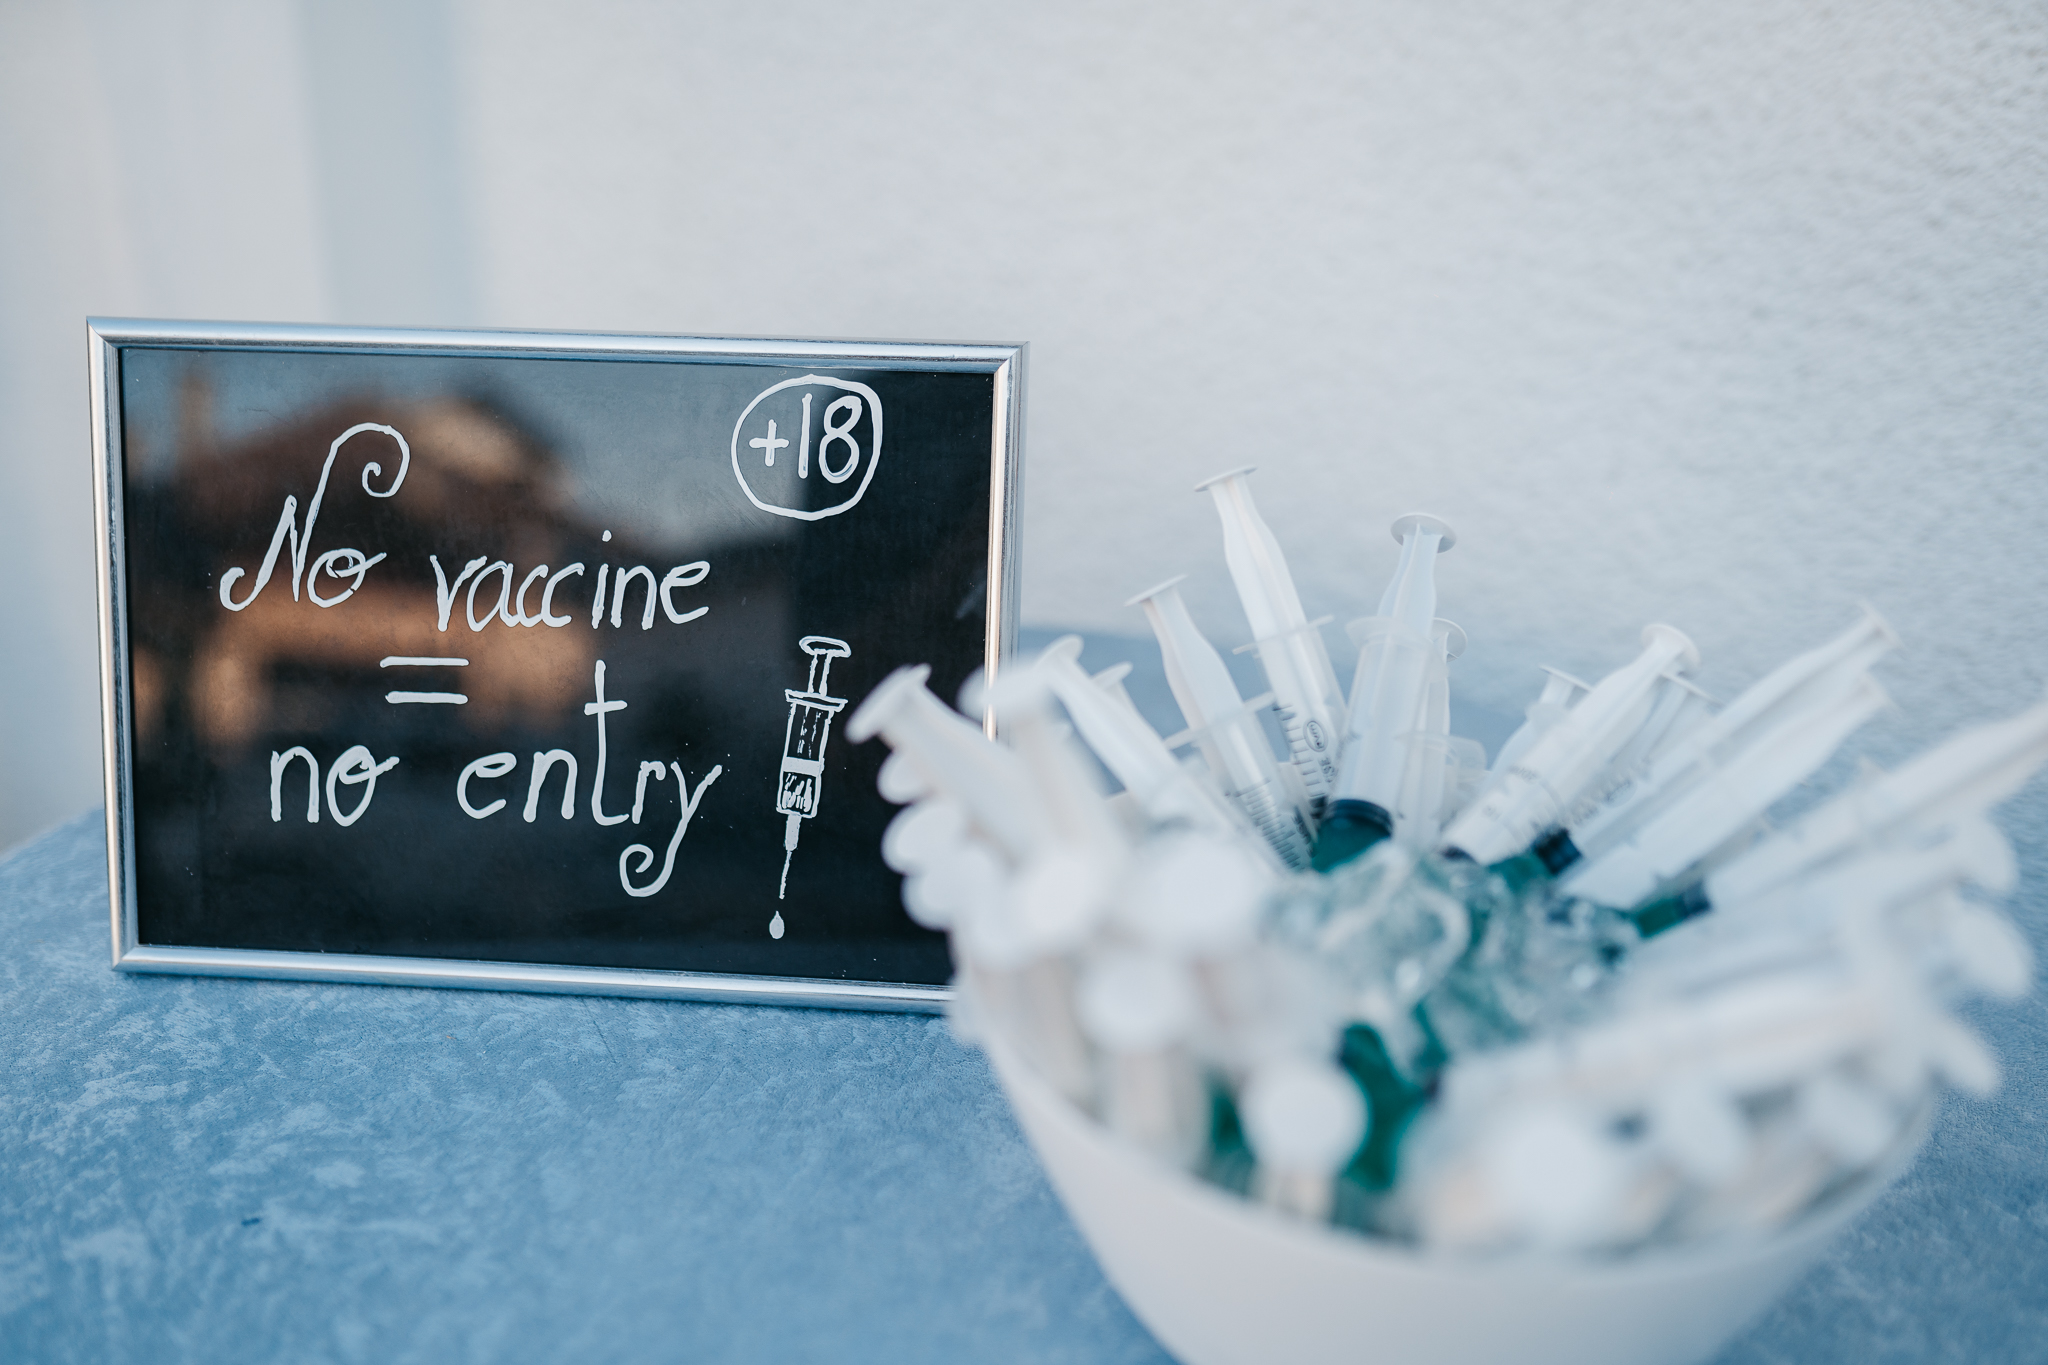 +18
No vaccine
=
no entry